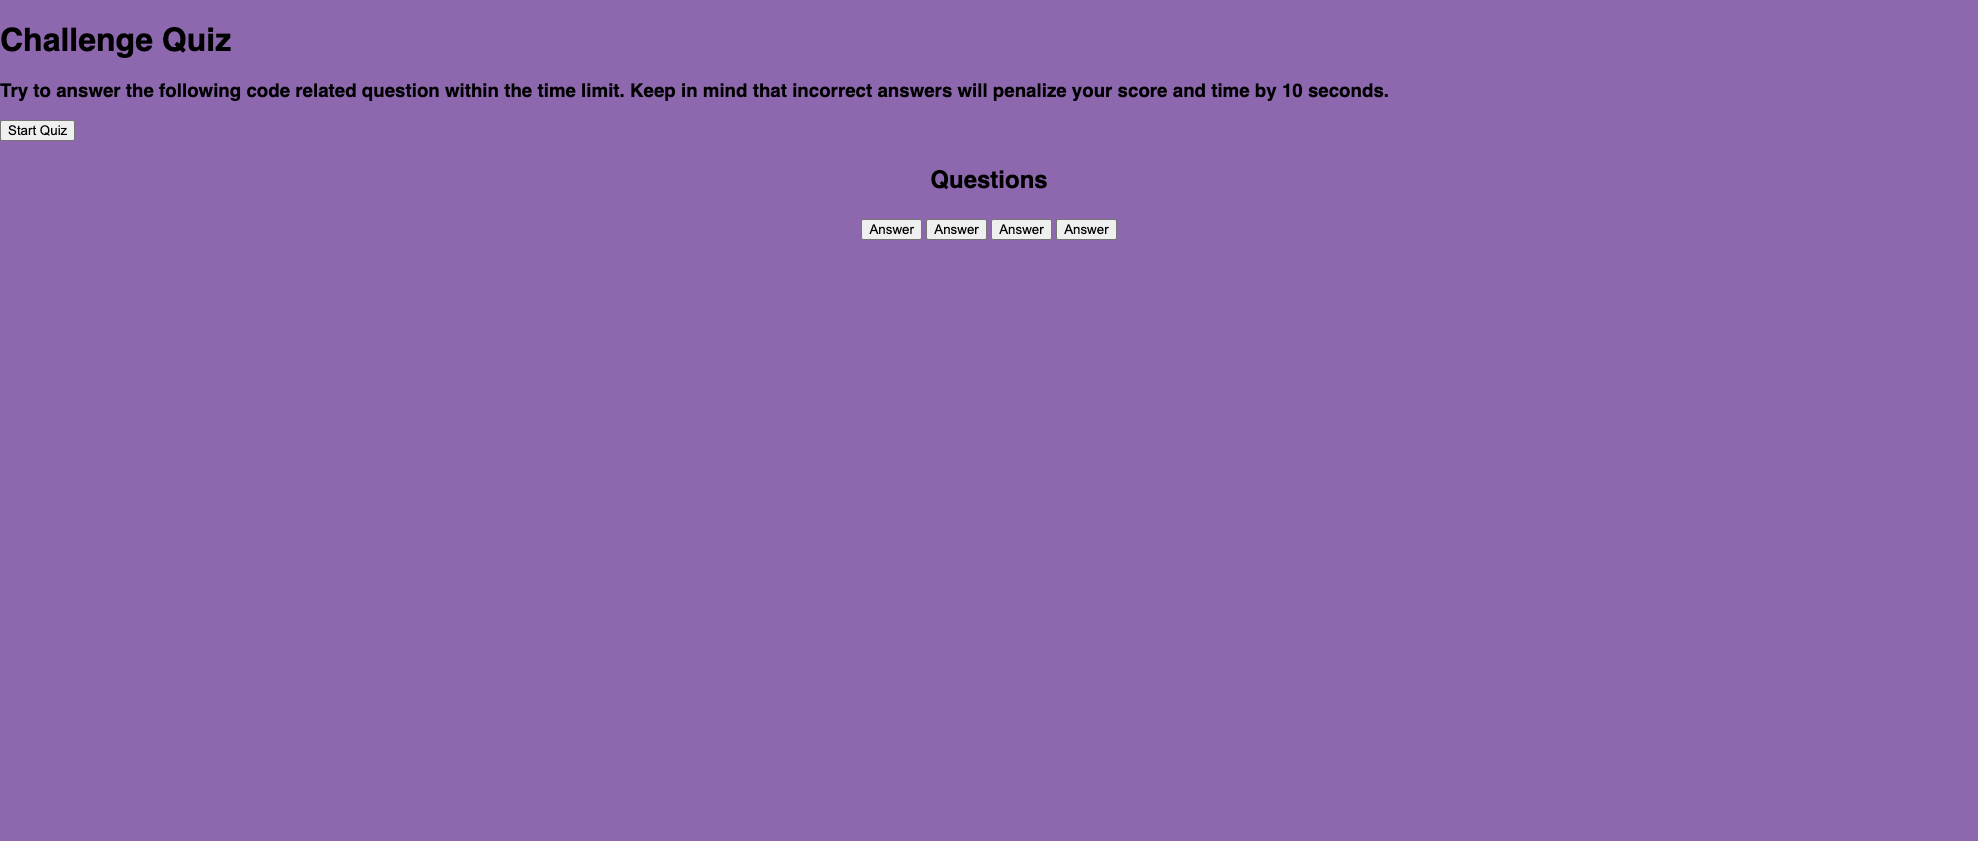 Challenge Quiz
Try to answer the following code related question within the time limit. Keep in mind that incorrect answers will penalize your score and time by 10 seconds.
Start Quiz
Questions
Answer Answer Answer Answer